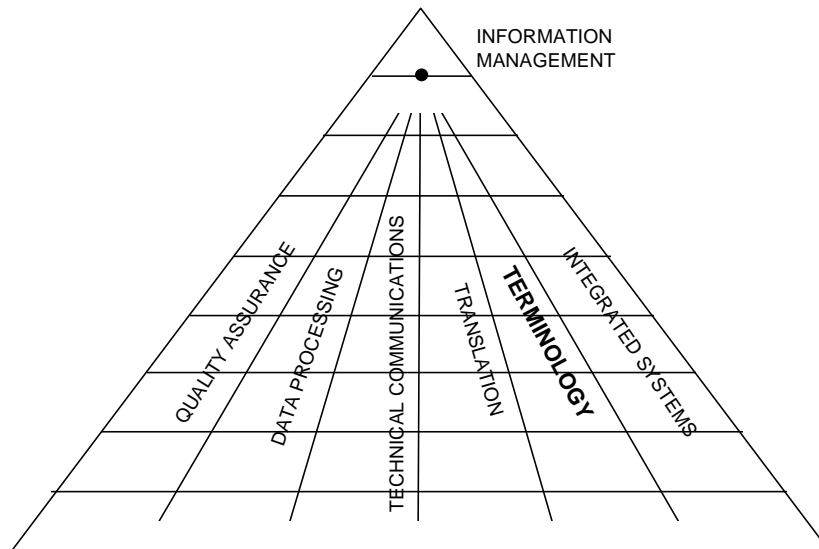 INFORMATION
MANAGEMENT
QUALITY ASSURANCE
DATA PROCESSING
TECHNICAL COMMUNICATIONS
TRANSLATION
TERMINOLOGY
INTEGRATED SYSTEMS